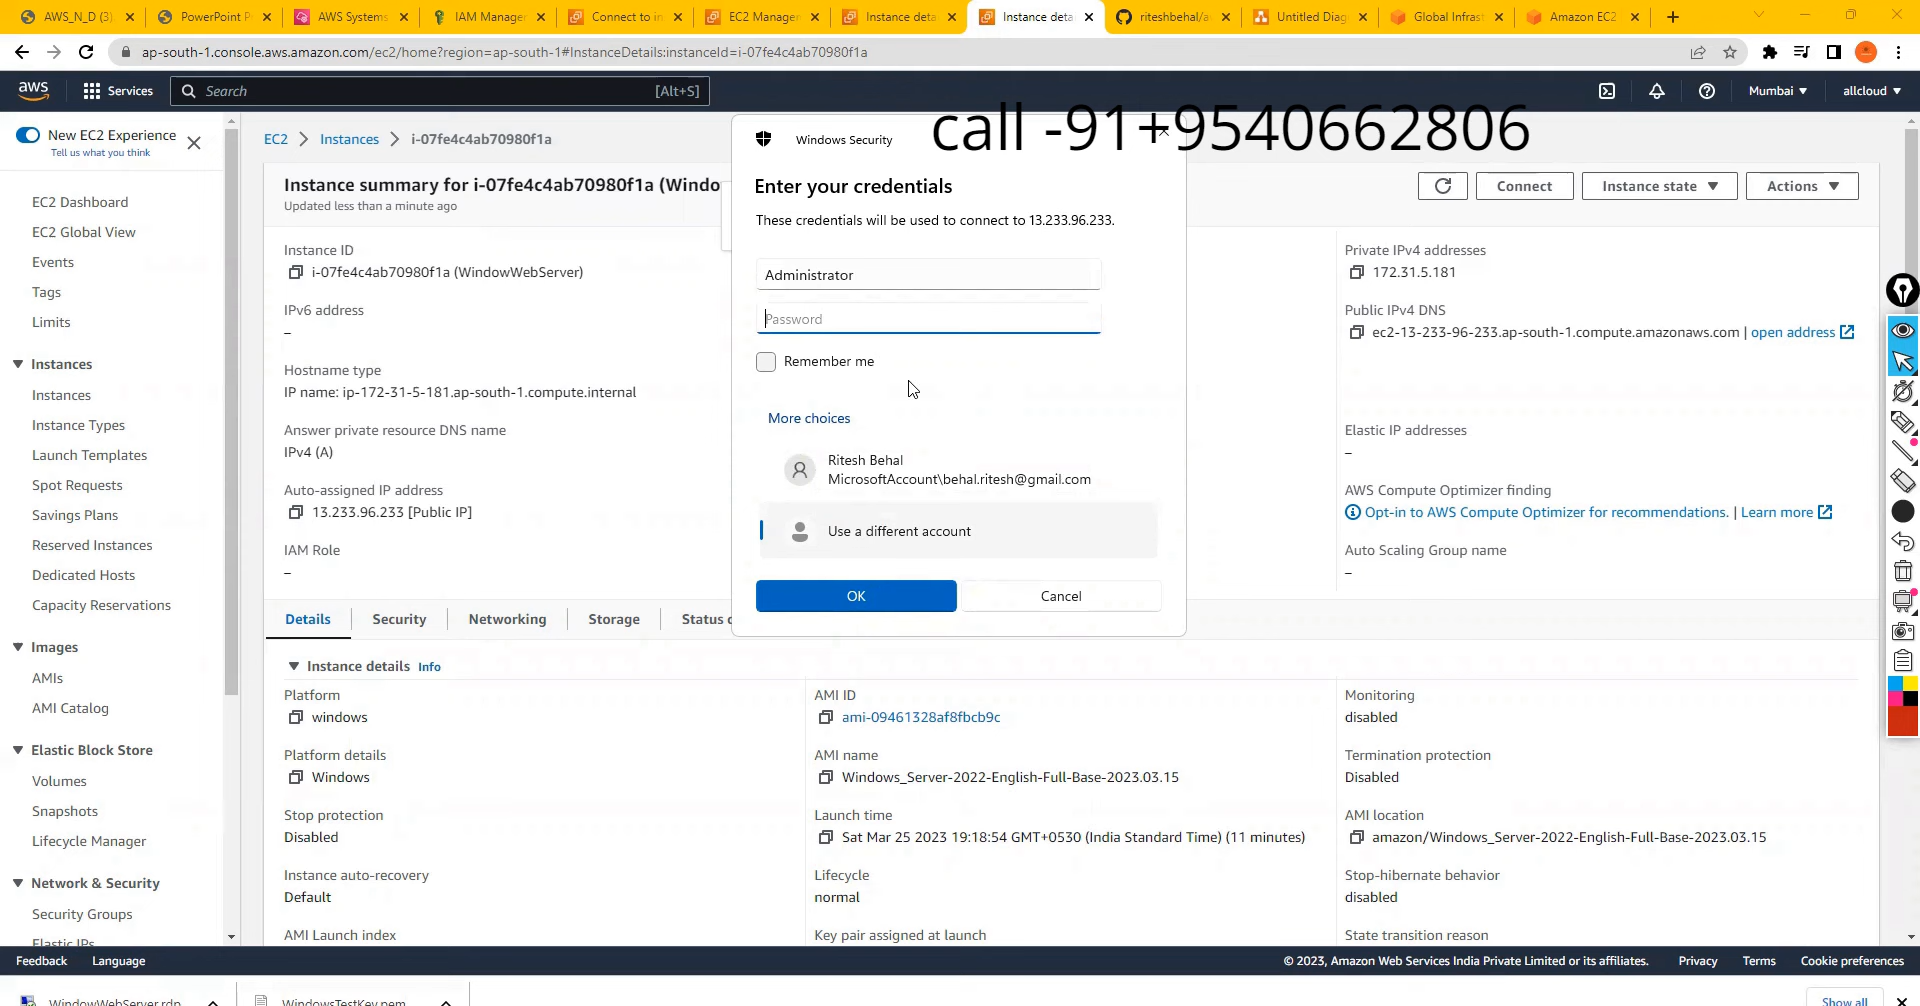 AWS_N_D (3)
PowerPoint P
AWS Systems
IAM Manage
Connect to in
EC2 Manage
Instance deta
Instance deta
riteshbehal/a
Untitled Diag
Global Infras
Amazon EC2
ap-south-1.console.aws.amazon.com/ec2/home?region=ap-south-1#InstanceDetails:instanceId=i-07fe4c4ab70980f1a
aws
Services
Search
[Alt+S]
Mumbai
allcloud
call -91+9540662806
New EC2 Experience
Tell us what you think
EC2 Dashboard
EC2 Global View
Events
Tags
Limits
Instances
Instances
Instance Types
Launch Templates
Spot Requests
Savings Plans
Reserved Instances
Dedicated Hosts
Capacity Reservations
Images
AMIs
AMI Catalog
Elastic Block Store
Volumes
Snapshots
Lifecycle Manager
Network & Security
Security Groups
Elastic IPs
EC2
Instances
i-07fe4c4ab70980f1a
Instance summary for i-07fe4c4ab70980f1a (Windo
Updated less than a minute ago
Connect
Instance state
Actions
Instance ID
i-07fe4c4ab70980f1a (WindowWebServer)
IPv6 address
–
Hostname type
IP name: ip-172-31-5-181.ap-south-1.compute.internal
Answer private resource DNS name
IPv4 (A)
Auto-assigned IP address
13.233.96.233 [Public IP]
IAM Role
–
Windows Security
Enter your credentials
These credentials will be used to connect to 13.233.96.233.
Administrator
Password
Remember me
More choices
Ritesh Behal
MicrosoftAccount\behal.ritesh@gmail.com
Use a different account
OK
Cancel
Private IPv4 addresses
172.31.5.181
Public IPv4 DNS
ec2-13-233-96-233.ap-south-1.compute.amazonaws.com | open address
Elastic IP addresses
–
AWS Compute Optimizer finding
Opt-in to AWS Compute Optimizer for recommendations. | Learn more
Auto Scaling Group name
–
Details
Security
Networking
Storage
Status c
Instance details Info
Platform
windows
Platform details
Windows
Stop protection
Disabled
Instance auto-recovery
Default
AMI Launch index
AMI ID
ami-09461328af8fbcb9c
AMI name
Windows_Server-2022-English-Full-Base-2023.03.15
Launch time
Sat Mar 25 2023 19:18:54 GMT+0530 (India Standard Time) (11 minutes)
Lifecycle
normal
Key pair assigned at launch
Monitoring
disabled
Termination protection
Disabled
AMI location
amazon/Windows_Server-2022-English-Full-Base-2023.03.15
Stop-hibernate behavior
disabled
State transition reason
Feedback
Language
© 2023, Amazon Web Services India Private Limited or its affiliates.
Privacy
Terms
Cookie preferences
WindowWebServer.rdp
WindowsTestKey.pem
Show all